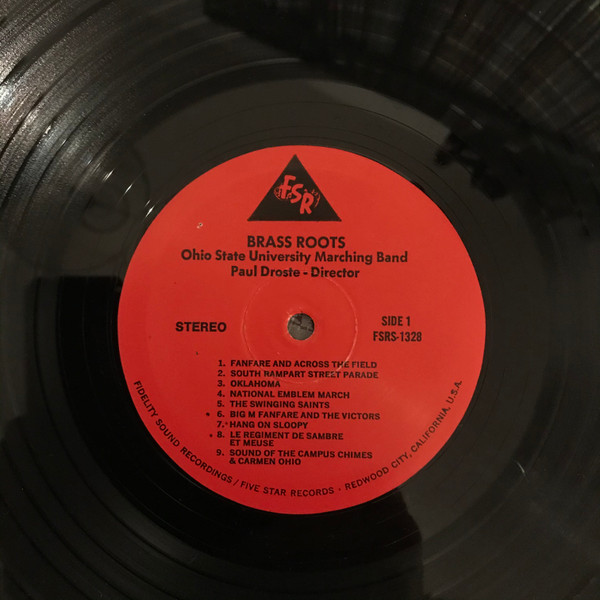 FSR
BRASS ROOTS
Ohio State University Marching Band
Paul Droste - Director
STEREO
SIDE 1
FSRS-1328
1. FANFARE AND ACROSS THE FIELD
2. SOUTH RAMPART STREET PARADE
3. OKLAHOMA
4. NATIONAL EMBLEM MARCH
5. THE SWINGING SAINTS
6. BIG M FANFARE AND THE VICTORS
7. HANG ON SLOOPY
8. LE REGIMENT DE SAMBRE
ET MEUSE
9. SOUND OF THE CAMPUS CHIMES
& CARMEN OHIO
FIDELITY SOUND RECORDINGS / FIVE STAR RECORDS - REDWOOD CITY, CALIFORNIA, U.S.A.